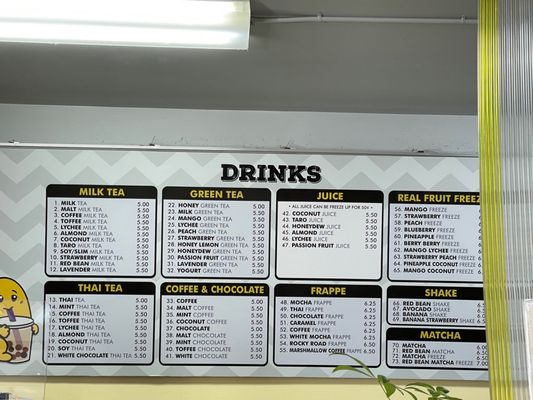 DRINKS
MILK TEA
1. MILK TEA 5.00
2. MALT MILK TEA 5.50
3. COFFEE MILK TEA 5.50
4. TOFFEE MILK TEA 5.50
5. LYCHEE MILK TEA 5.50
6. ALMOND MILK TEA 5.50
7. COCONUT MILK TEA 5.50
8. TARO MILK TEA 5.50
9. SOY/SLIM MILK TEA 5.50
10. STRAWBERRY MILK TEA 5.50
11. RED BEAN MILK TEA 5.50
12. LAVENDER MILK TEA 5.50
GREEN TEA
22. HONEY GREEN TEA 5.00
23. MILK GREEN TEA 5.50
24. MANGO GREEN TEA 5.50
25. LYCHEE GREEN TEA 5.50
26. PEACH GREEN TEA 5.50
27. STRAWBERRY GREEN TEA 5.50
28. HONEY LEMON GREEN TEA 5.50
29. HONEYDEW GREEN TEA 5.50
30. PASSION FRUIT GREEN TEA 5.50
31. LAVENDER GREEN TEA 5.50
32. YOGURT GREEN TEA 5.50
JUICE
• ALL JUICE CAN BE FREEZE UP FOR 50¢ •
42. COCONUT JUICE 5.50
43. TARO JUICE 5.50
44. HONEYDEW JUICE 5.50
45. ALMOND JUICE 5.50
46. LYCHEE JUICE 5.50
47. PASSION FRUIT JUICE 5.50
REAL FRUIT FREEZ
56. MANGO FREEZE
57. STRAWBERRY FREEZE
58. PEACH FREEZE
59. BLUEBERRY FREEZE
60. PINEAPPLE FREEZE
61. BERRY BERRY FREEZE
62. MANGO LYCHEE FREEZE
63. STRAWBERRY PEACH FREEZE
64. PINEAPPLE COCONUT FREEZE
65. MANGO COCONUT FREEZE
THAI TEA
13. THAI TEA 5.00
14. MINT THAI TEA 5.50
15. COFFEE THAI TEA 5.50
16. TOFFEE THAI TEA 5.50
17. LYCHEE THAI TEA 5.50
18. ALMOND THAI TEA 5.50
19. COCONUT THAI TEA 5.50
20. SOY THAI TEA 5.50
21. WHITE CHOCOLATE THAI TEA 5.50
COFFEE & CHOCOLATE
33. COFFEE 5.00
34. MALT COFFEE 5.50
35. MINT COFFEE 5.50
36. COCONUT COFFEE 5.50
37. CHOCOLATE 5.50
38. MALT CHOCOLATE 5.50
39. MINT CHOCOLATE 5.50
40. TOFFEE CHOCOLATE 5.50
41. WHITE CHOCOLATE 5.50
FRAPPE
48. MOCHA FRAPPE 6.25
49. THAI FRAPPE 6.25
50. CHOCOLATE FRAPPE 6.25
51. CARAMEL FRAPPE 6.25
52. COFFEE FRAPPE 6.25
53. WHITE MOCHA FRAPPE 6.25
54. ROCKY ROAD FRAPPE 6.25
55. MARSHMALLOW COFFEE FRAPPE 6.50
SHAKE
66. RED BEAN SHAKE
67. AVOCADO SHAKE
68. BANANA SHAKE
69. BANANA STRAWBERRY SHAKE
MATCHA
70. MATCHA
71. RED BEAN MATCHA
72. MATCHA FREEZE
73. RED BEAN MATCHA FREEZE